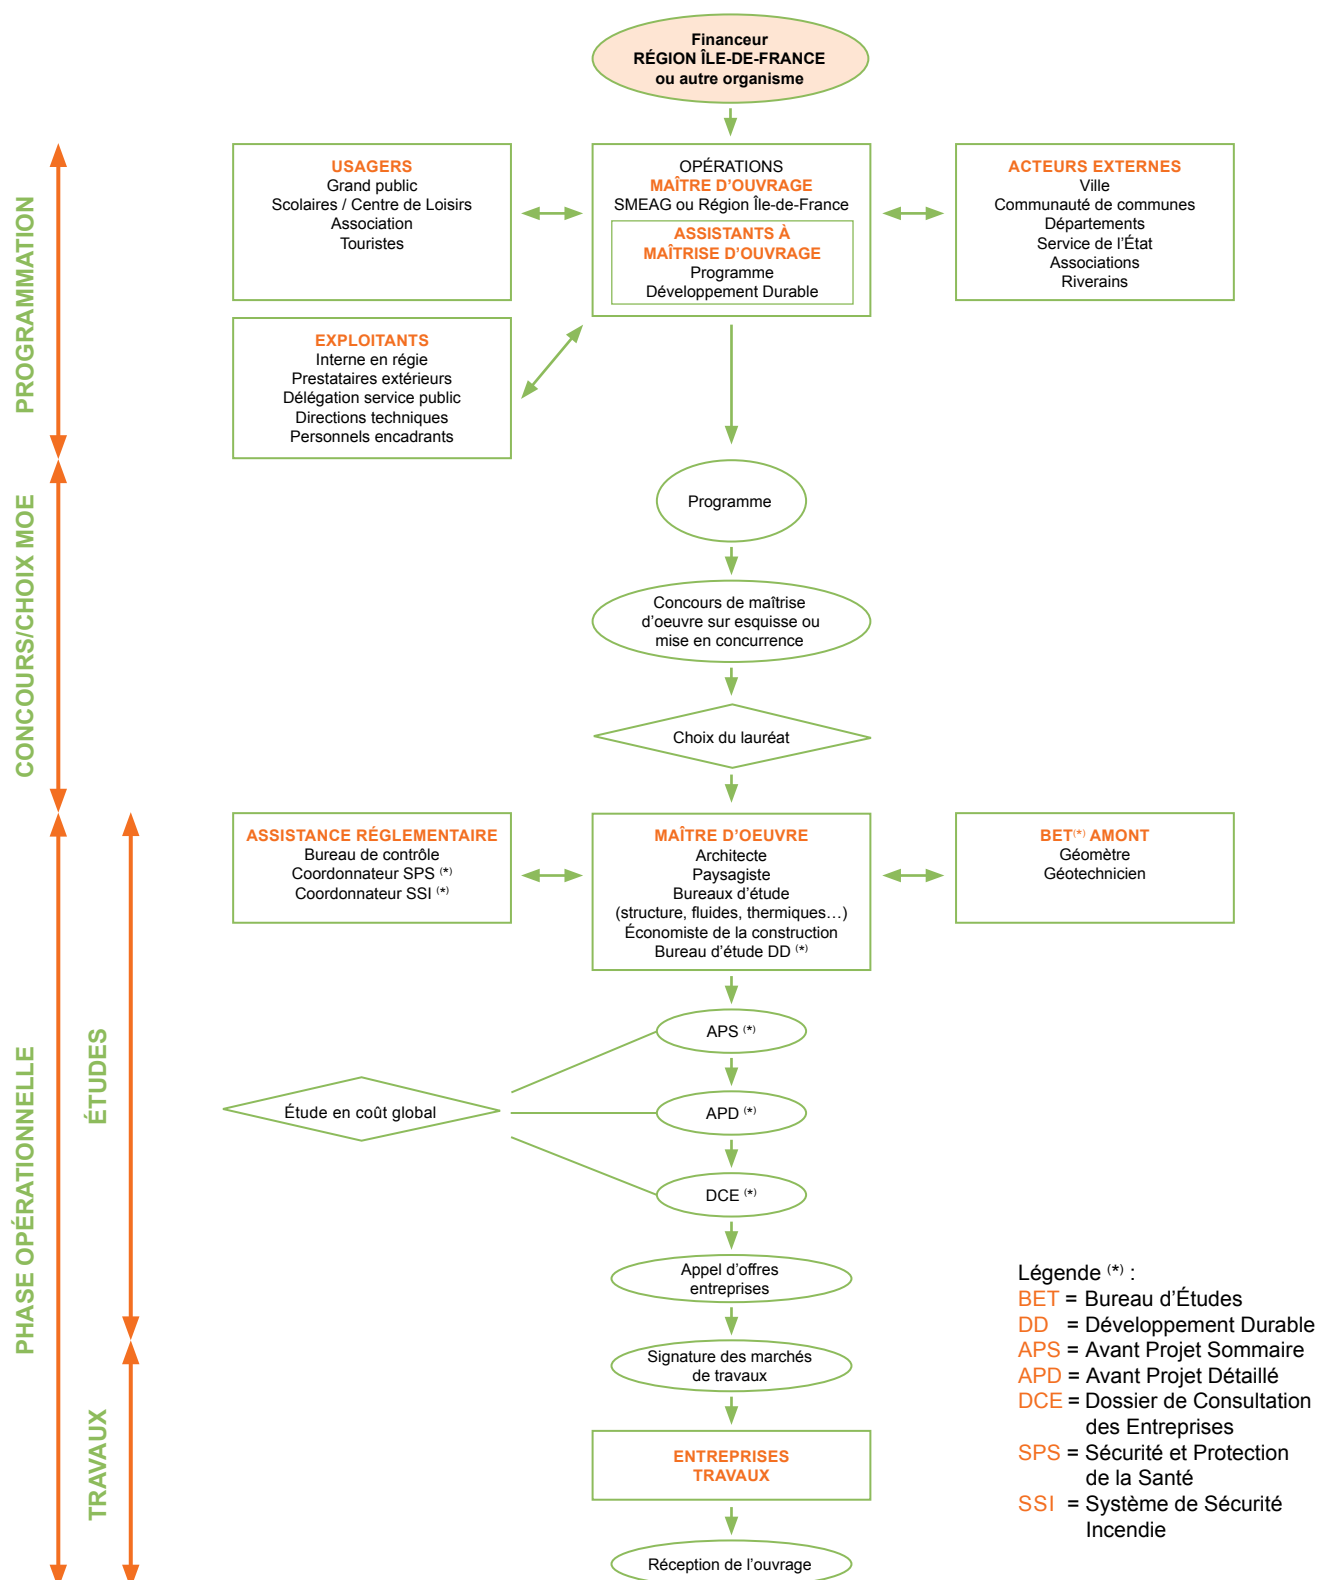 Financeur
RÉGION ÎLE-DE-FRANCE
ou autre organisme
PROGRAMMATION
USAGERS
Grand public
Scolaires / Centre de Loisirs
Association
Touristes
OPÉRATIONS
MAÎTRE D'OUVRAGE
SMEAG ou Région Île-de-France
ASSISTANTS À
MAÎTRISE D'OUVRAGE
Programme
Développement Durable
ACTEURS EXTERNES
Ville
Communauté de communes
Départements
Service de l'État
Associations
Riverains
EXPLOITANTS
Interne en régie
Prestataires extérieurs
Délégation service public
Directions techniques
Personnels encadrants
CONCOURS/CHOIX MOE
Programme
Concours de maîtrise
d'oeuvre sur esquisse ou
mise en concurrence
Choix du lauréat
PHASE OPÉRATIONNELLE
ÉTUDES
ASSISTANCE RÉGLEMENTAIRE
Bureau de contrôle
Coordonnateur SPS (*)
Coordonnateur SSI (*)
MAÎTRE D'OEUVRE
Architecte
Paysagiste
Bureaux d'étude
(structure, fluides, thermiques…)
Économiste de la construction
Bureau d'étude DD (*)
BET(*) AMONT
Géomètre
Géotechnicien
APS (*)
Étude en coût global
APD (*)
DCE (*)
Appel d'offres
entreprises
TRAVAUX
Signature des marchés
de travaux
ENTREPRISES
TRAVAUX
Réception de l'ouvrage
Légende (*) :
BET = Bureau d'Études
DD = Développement Durable
APS = Avant Projet Sommaire
APD = Avant Projet Détaillé
DCE = Dossier de Consultation
des Entreprises
SPS = Sécurité et Protection
de la Santé
SSI = Système de Sécurité
Incendie